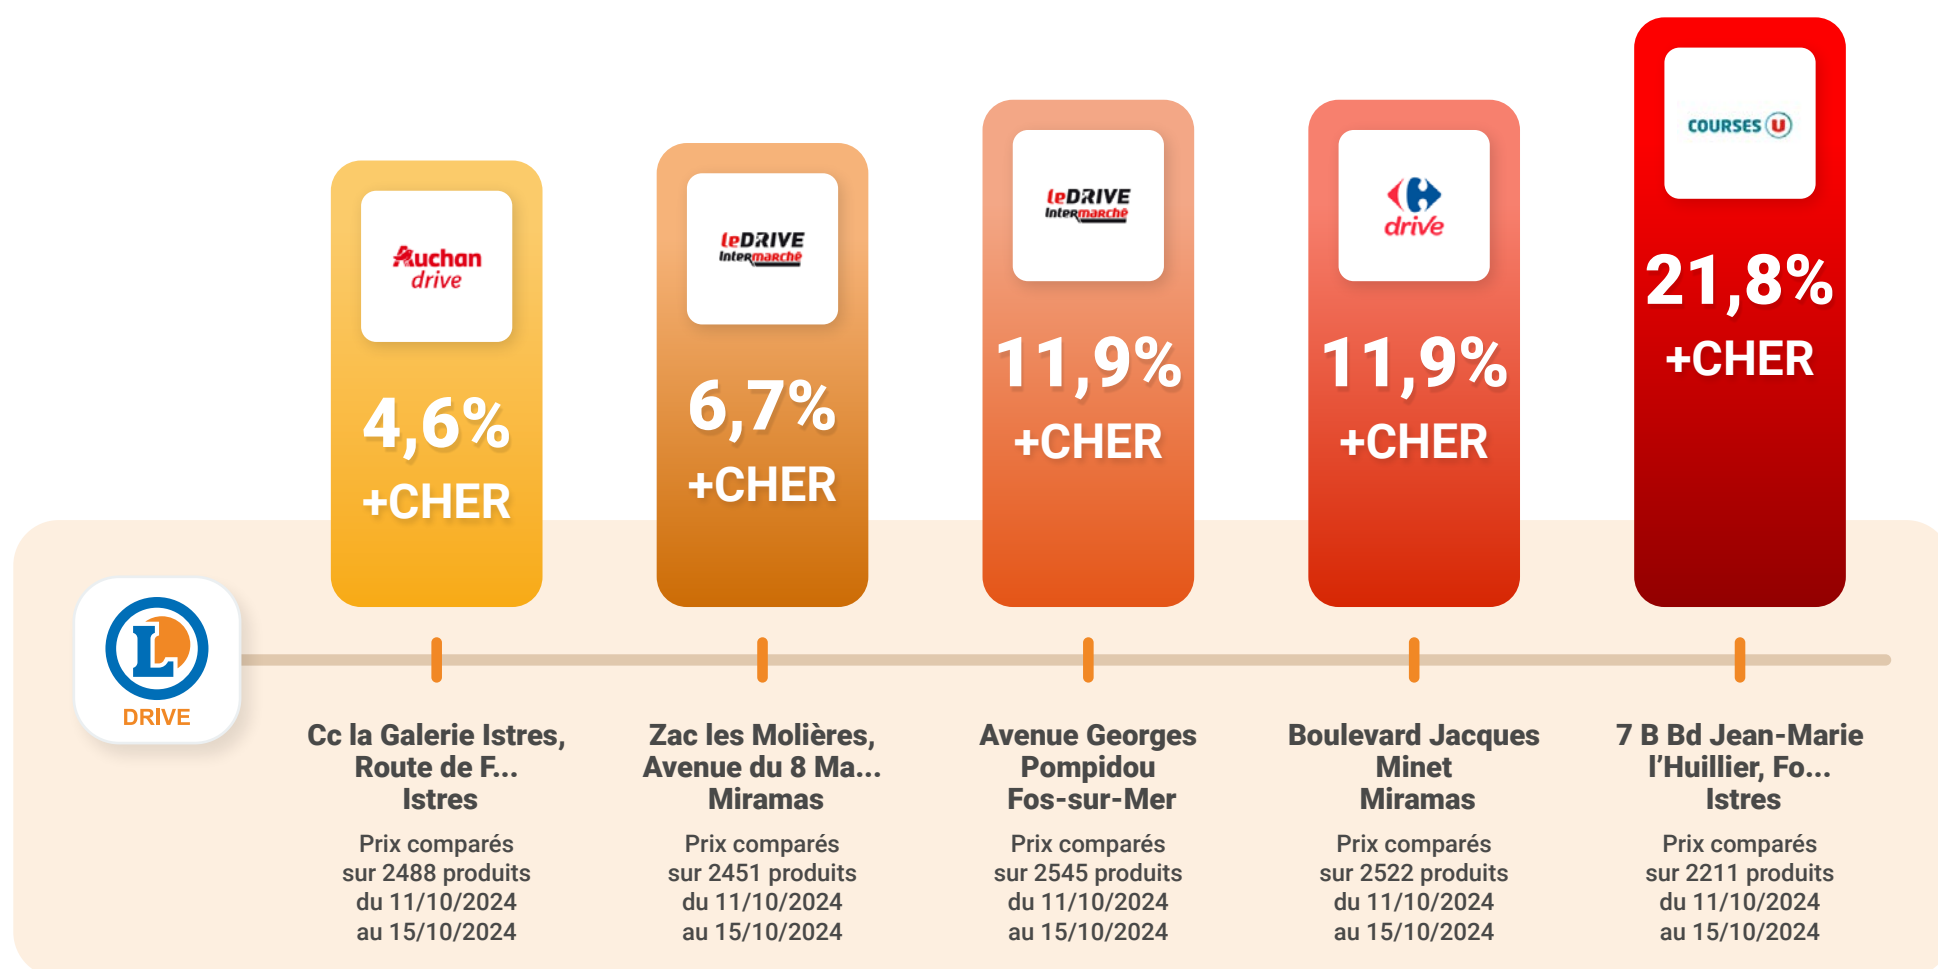 Auchan
drive
4,6%
+CHER
leDRIVE
Intermarché
6,7%
+CHER
leDRIVE
Intermarché
11,9%
+CHER
drive
11,9%
+CHER
COURSES U
21,8%
+CHER
L
DRIVE
Cc la Galerie Istres,
Route de F...
Istres
Prix comparés
sur 2488 produits
du 11/10/2024
au 15/10/2024
Zac les Molières,
Avenue du 8 Ma...
Miramas
Prix comparés
sur 2451 produits
du 11/10/2024
au 15/10/2024
Avenue Georges
Pompidou
Fos-sur-Mer
Prix comparés
sur 2545 produits
du 11/10/2024
au 15/10/2024
Boulevard Jacques
Minet
Miramas
Prix comparés
sur 2522 produits
du 11/10/2024
au 15/10/2024
7 B Bd Jean-Marie
l’Huillier, Fo...
Istres
Prix comparés
sur 2211 produits
du 11/10/2024
au 15/10/2024